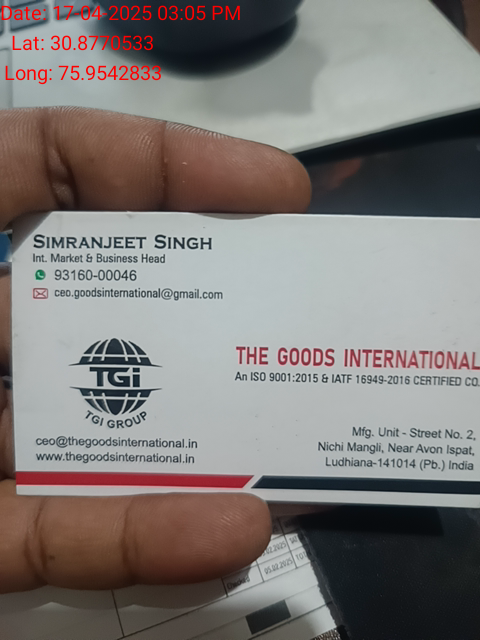 Date: 17-04-2025 03:05 PM
Lat: 30.8770533
Long: 75.9542833
SIMRANJEET SINGH
Int. Market & Business Head
93160-00046
ceo.goodsinternational@gmail.com
TGi
TGI GROUP
THE GOODS INTERNATIONAL
An ISO 9001:2015 & IATF 16949-2016 CERTIFIED CO.
ceo@thegoodsinternational.in
www.thegoodsinternational.in
Mfg. Unit - Street No. 2,
Nichi Mangli, Near Avon Ispat,
Ludhiana-141014 (Pb.) India
05.02.2025